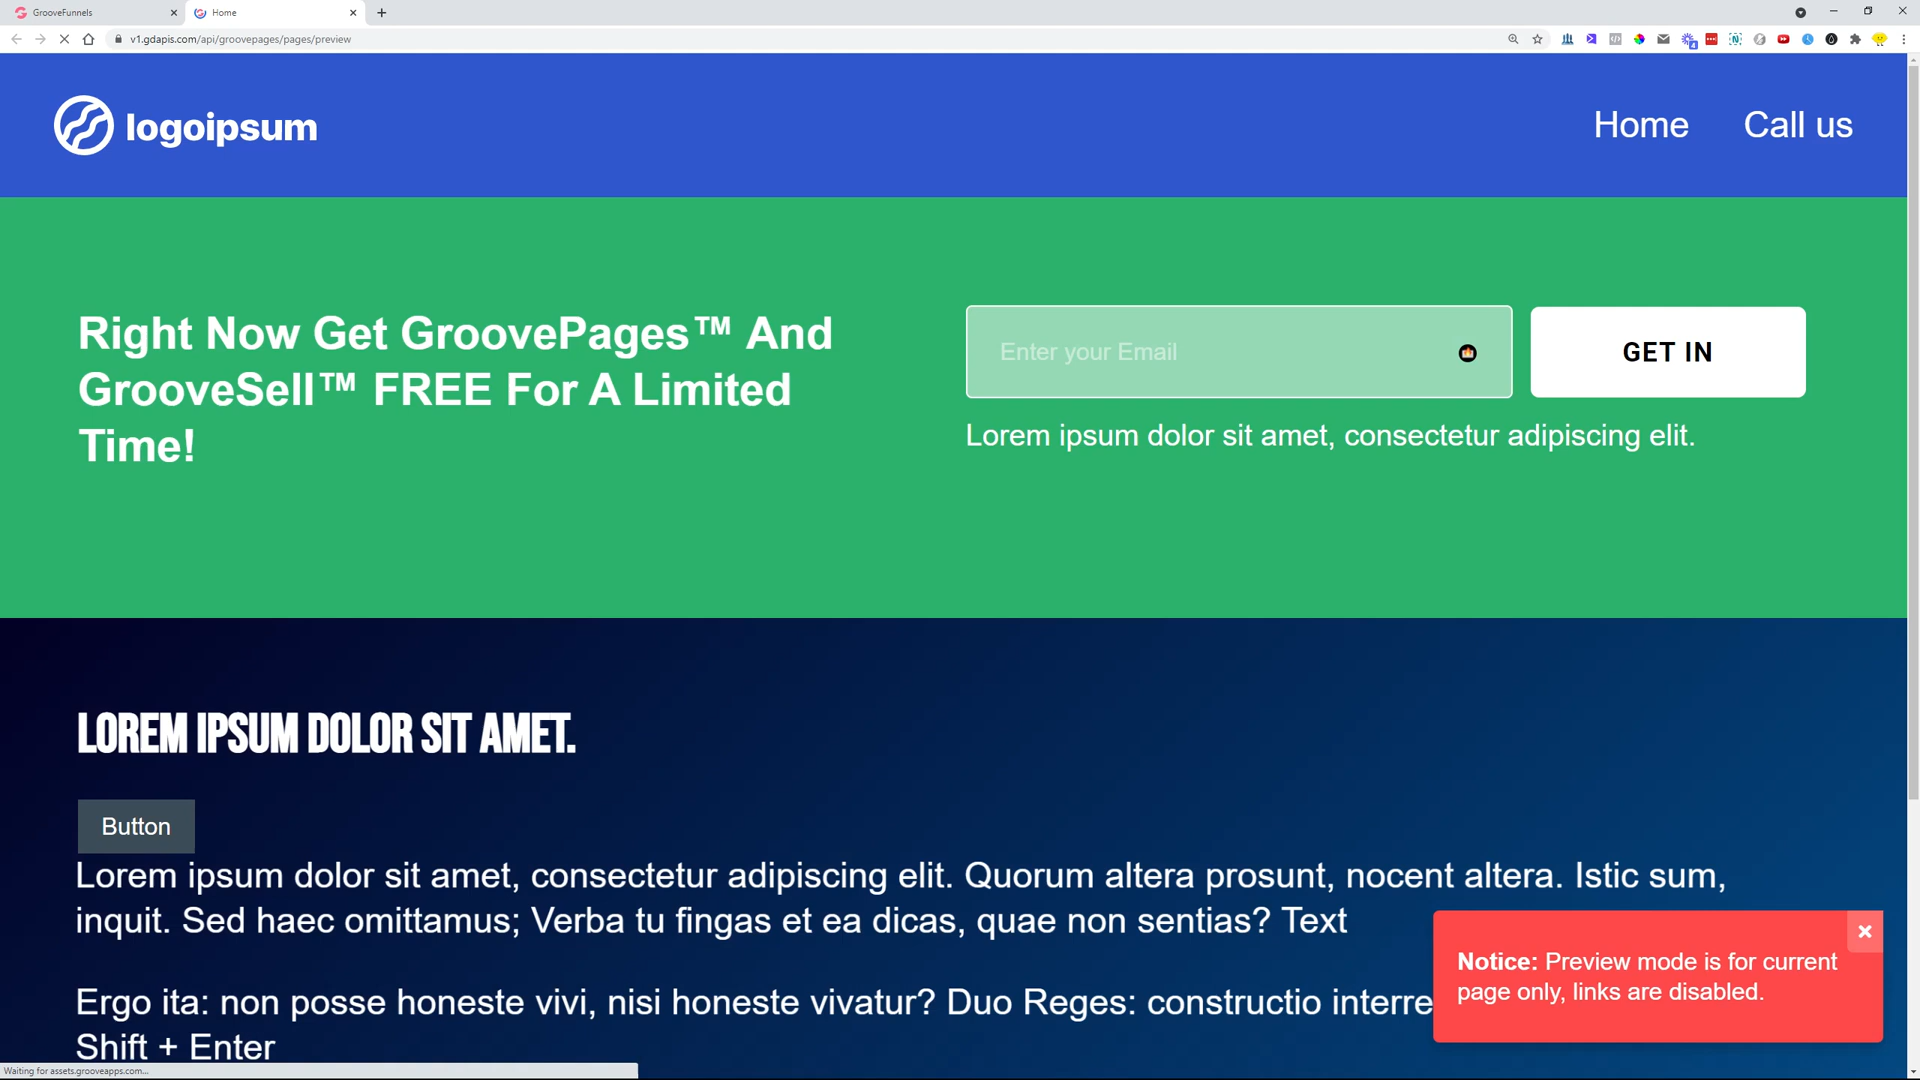 GrooveFunnels
Home
v1.gdapis.com/api/groovepages/pages/preview
logoipsum
Home
Call us
Right Now Get GroovePages™ And
GrooveSell™ FREE For A Limited
Time!
Enter your Email
GET IN
Lorem ipsum dolor sit amet, consectetur adipiscing elit.
LOREM IPSUM DOLOR SIT AMET.
Button
Lorem ipsum dolor sit amet, consectetur adipiscing elit. Quorum altera prosunt, nocent altera. Istic sum,
inquit. Sed haec omittamus; Verba tu fingas et ea dicas, quae non sentias? Text
Ergo ita: non posse honeste vivi, nisi honeste vivatur? Duo Reges: constructio interre
Shift + Enter
Notice: Preview mode is for current
page only, links are disabled.
Waiting for assets.grooveapps.com...